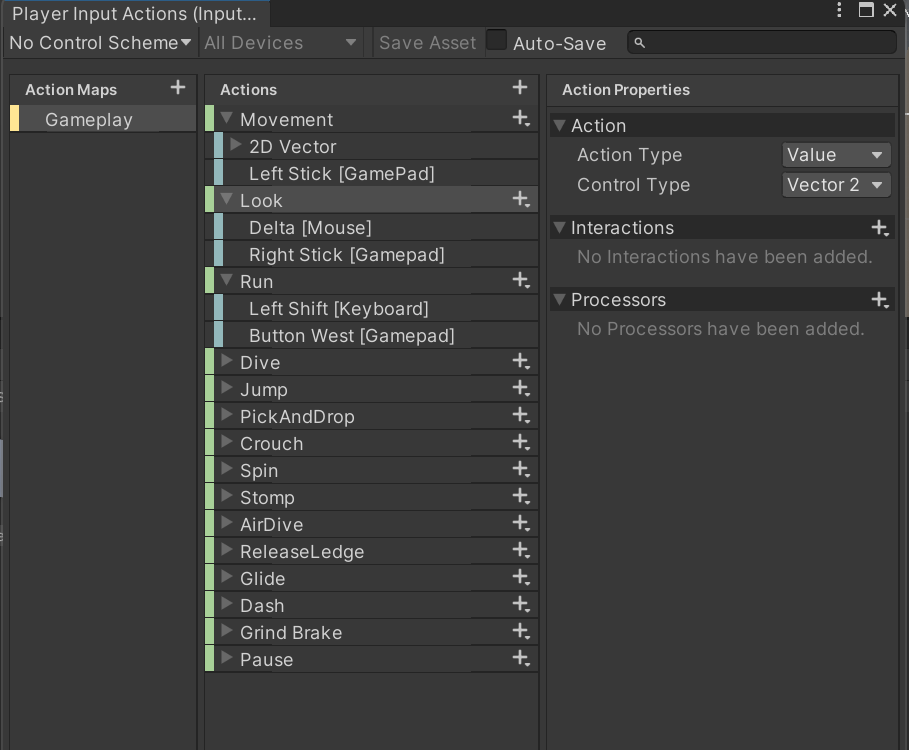 Player Input Actions (Input...
No Control Scheme All Devices Save Asset Auto-Save
Action Maps
Gameplay
Actions
Movement
2D Vector
Left Stick [GamePad]
Look
Delta [Mouse]
Right Stick [Gamepad]
Run
Left Shift [Keyboard]
Button West [Gamepad]
Dive
Jump
PickAndDrop
Crouch
Spin
Stomp
AirDive
ReleaseLedge
Glide
Dash
Grind Brake
Pause
Action Properties
Action
Action Type Value
Control Type Vector 2
Interactions
No Interactions have been added.
Processors
No Processors have been added.